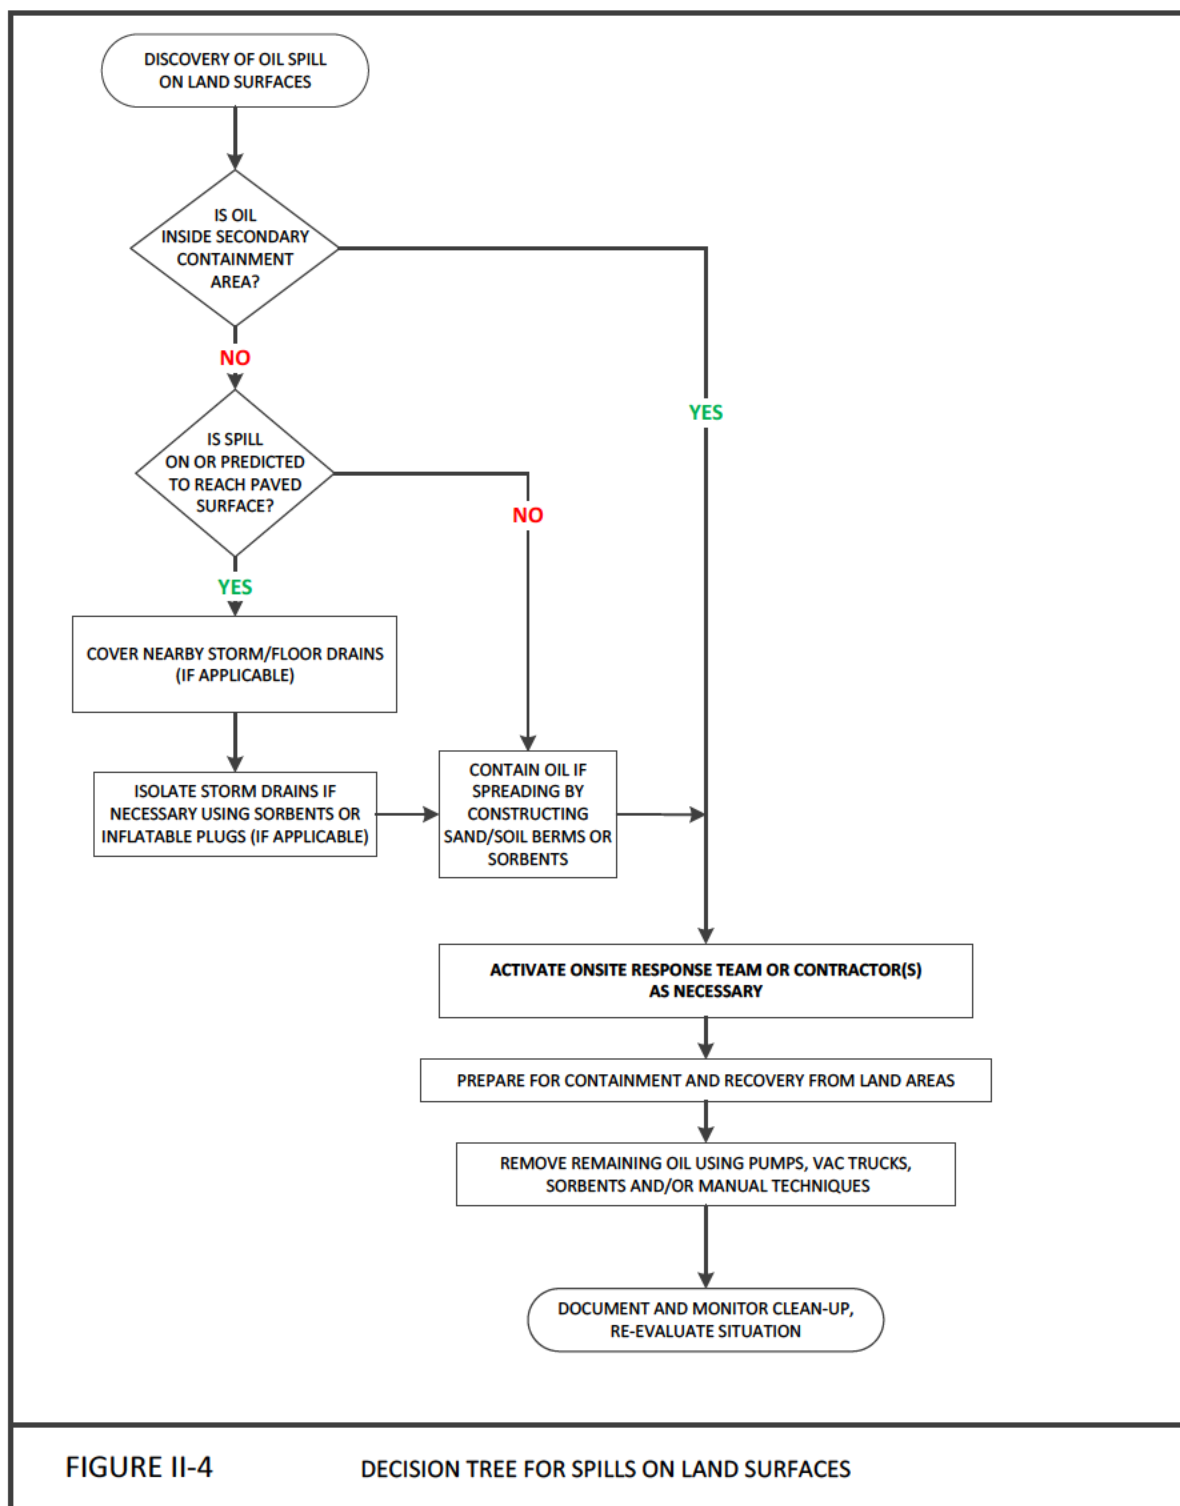 DISCOVERY OF OIL SPILL
ON LAND SURFACES
IS OIL
INSIDE SECONDARY
CONTAINMENT
AREA?
NO
YES
IS SPILL
ON OR PREDICTED
TO REACH PAVED
SURFACE?
NO
YES
COVER NEARBY STORM/FLOOR DRAINS
(IF APPLICABLE)
ISOLATE STORM DRAINS IF
NECESSARY USING SORBENTS OR
INFLATABLE PLUGS (IF APPLICABLE)
CONTAIN OIL IF
SPREADING BY
CONSTRUCTING
SAND/SOIL BERMS OR
SORBENTS
ACTIVATE ONSITE RESPONSE TEAM OR CONTRACTOR(S)
AS NECESSARY
PREPARE FOR CONTAINMENT AND RECOVERY FROM LAND AREAS
REMOVE REMAINING OIL USING PUMPS, VAC TRUCKS,
SORBENTS AND/OR MANUAL TECHNIQUES
DOCUMENT AND MONITOR CLEAN-UP,
RE-EVALUATE SITUATION
FIGURE II-4 DECISION TREE FOR SPILLS ON LAND SURFACES